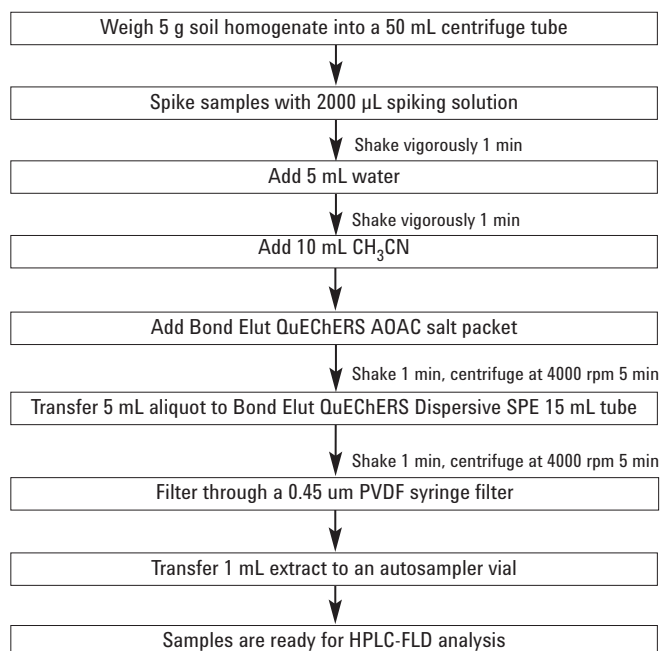 Weigh 5 g soil homogenate into a 50 mL centrifuge tube
Spike samples with 2000 µL spiking solution
Shake vigorously 1 min
Add 5 mL water
Shake vigorously 1 min
Add 10 mL CH₃CN
Add Bond Elut QuEChERS AOAC salt packet
Shake 1 min, centrifuge at 4000 rpm 5 min
Transfer 5 mL aliquot to Bond Elut QuEChERS Dispersive SPE 15 mL tube
Shake 1 min, centrifuge at 4000 rpm 5 min
Filter through a 0.45 um PVDF syringe filter
Transfer 1 mL extract to an autosampler vial
Samples are ready for HPLC-FLD analysis